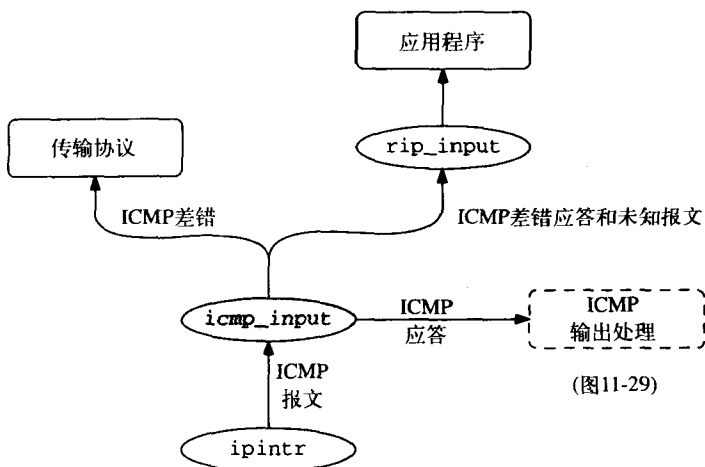 应用程序
传输协议
rip_input
ICMP差错
ICMP差错应答和未知报文
icmp_input
ICMP
应答
ICMP
输出处理
ICMP
报文
(图11-29)
ipintr